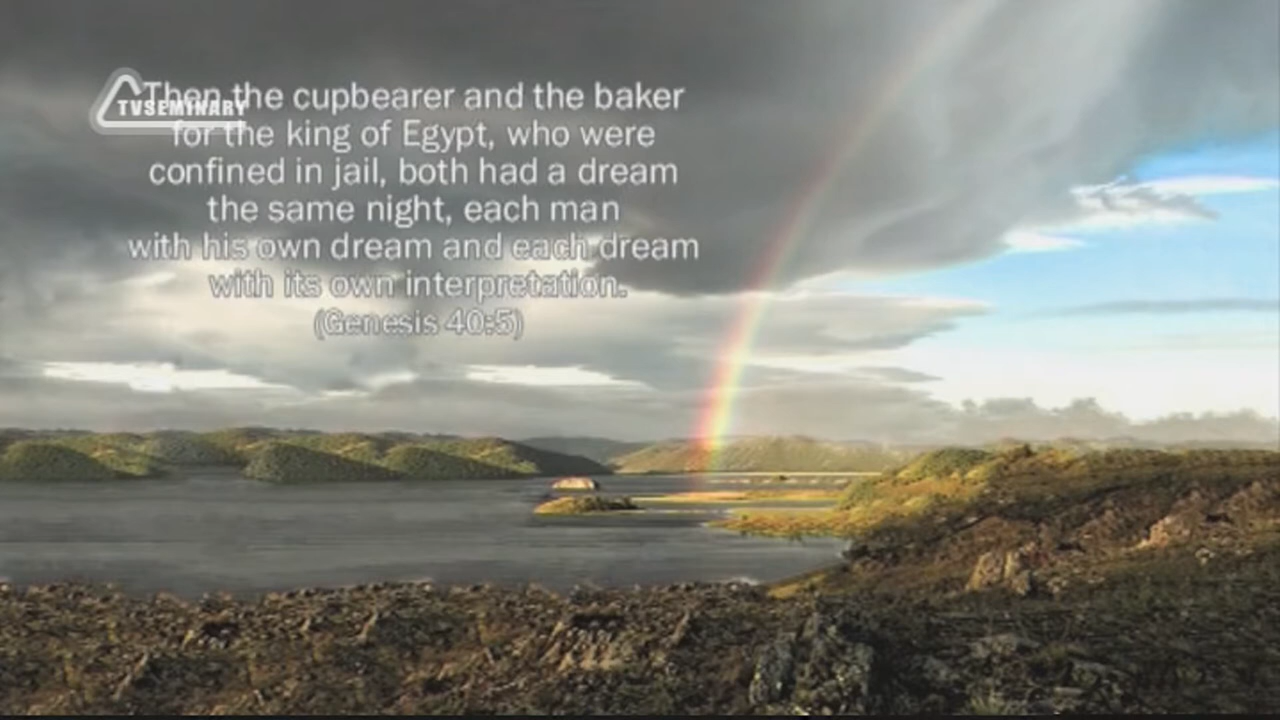 TVSEMINARY
Then the cupbearer and the baker
for the king of Egypt, who were
confined in jail, both had a dream
the same night, each man
with his own dream and each dream
with its own interpretation.
(Genesis 40:5)